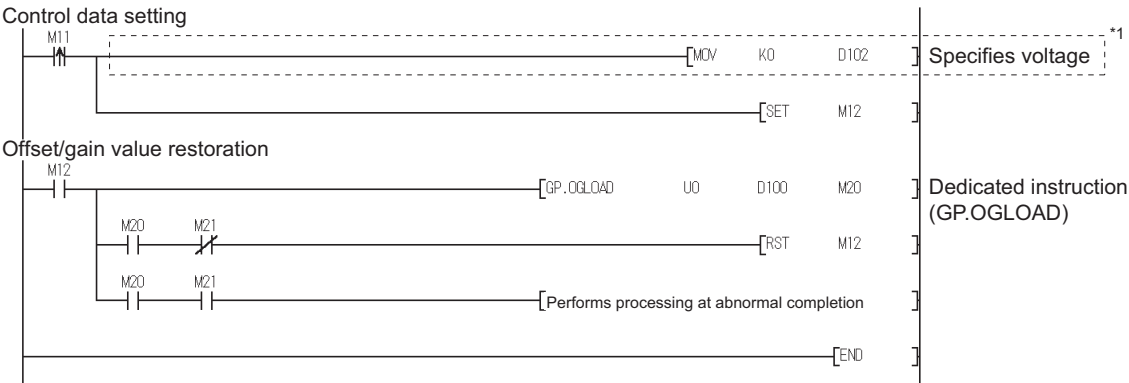 Control data setting
M11
MOV K0 D102
Specifies voltage
*1
SET M12
Offset/gain value restoration
M12
GP.OGLOAD U0 D100 M20
Dedicated instruction
(GP.OGLOAD)
M20 M21
RST M12
M20 M21
Performs processing at abnormal completion
END